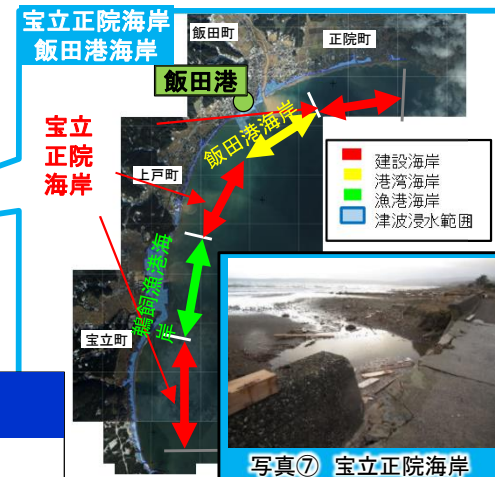 宝立正院海岸
飯田港海岸
飯田町
正院町
飯田港
宝立
正院
海岸
飯田港海岸
上戸町
建設海岸
港湾海岸
漁港海岸
津波浸水範囲
鵜飼漁港海
岸
宝立町
写真⑦ 宝立正院海岸